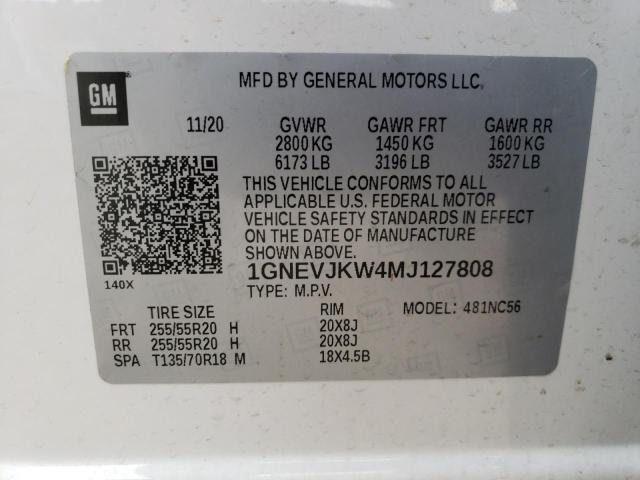 GM
MFD BY GENERAL MOTORS LLC.
11/20 GVWR GAWR FRT GAWR RR
2800 KG 1450 KG 1600 KG
6173 LB 3196 LB 3527 LB
THIS VEHICLE CONFORMS TO ALL
APPLICABLE U.S. FEDERAL MOTOR
VEHICLE SAFETY STANDARDS IN EFFECT
ON THE DATE OF MANUFACTURE
SHOWN ABOVE.
140X
1GNEVJKW4MJ127808
TYPE: M.P.V.
TIRE SIZE RIM MODEL: 481NC56
FRT 255/55R20 H 20X8J
RR 255/55R20 H 20X8J
SPA T135/70R18 M 18X4.5B